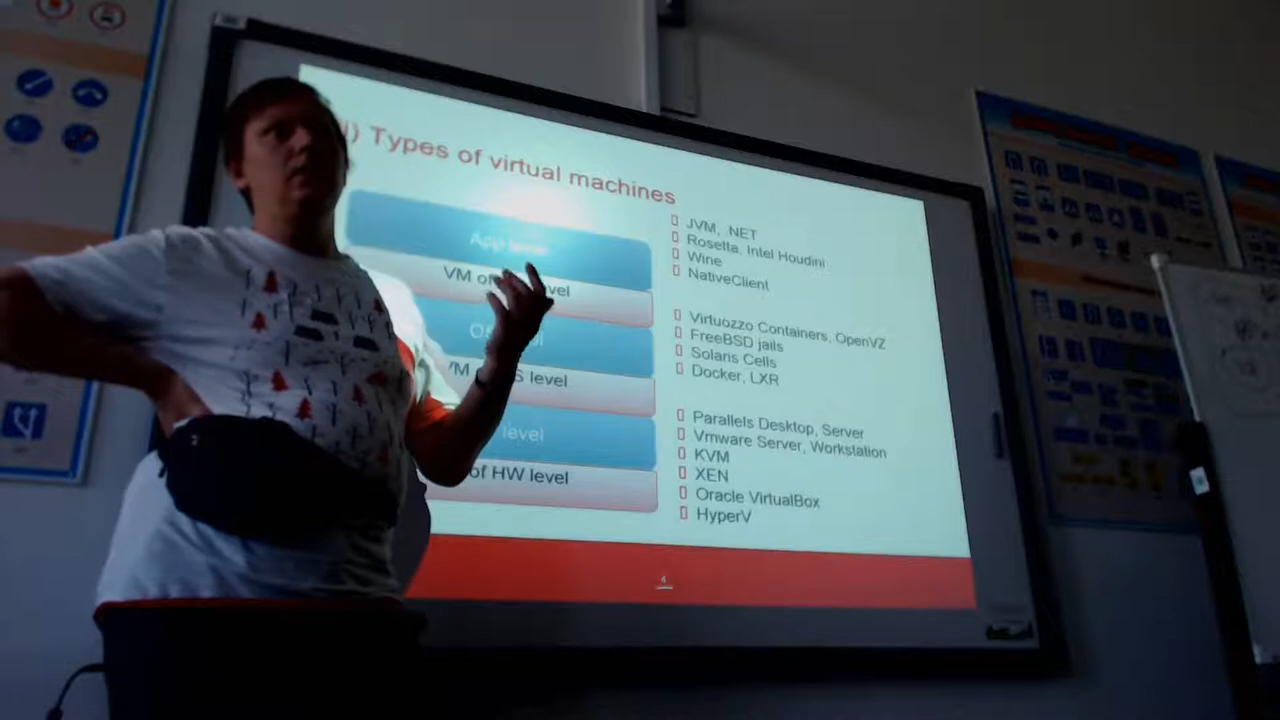 ) Types of virtual machines
App level
VM of level
JVM, .NET
Rosetta, Intel Houdini
Wine
NativeClient
VM S level
Virtuozzo Containers, OpenVZ
FreeBSD jails
Solaris Cells
Docker, LXR
level
of HW level
Parallels Desktop, Server
Vmware Server, Workstation
KVM
XEN
Oracle VirtualBox
HyperV